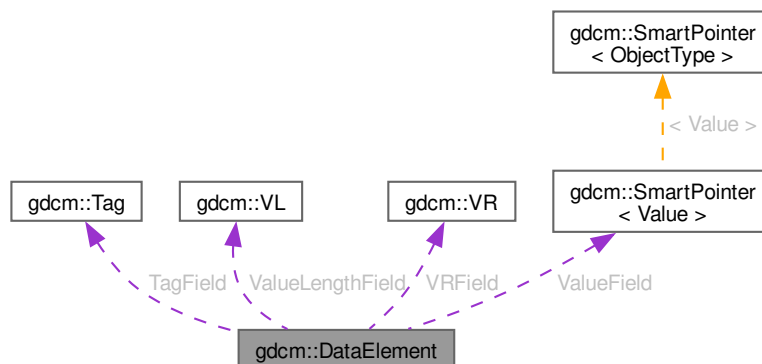 gdcm::SmartPointer
< ObjectType >
< Value >
gdcm::Tag
gdcm::VL
gdcm::VR
gdcm::SmartPointer
< Value >
TagField
ValueLengthField
VRField
ValueField
gdcm::DataElement